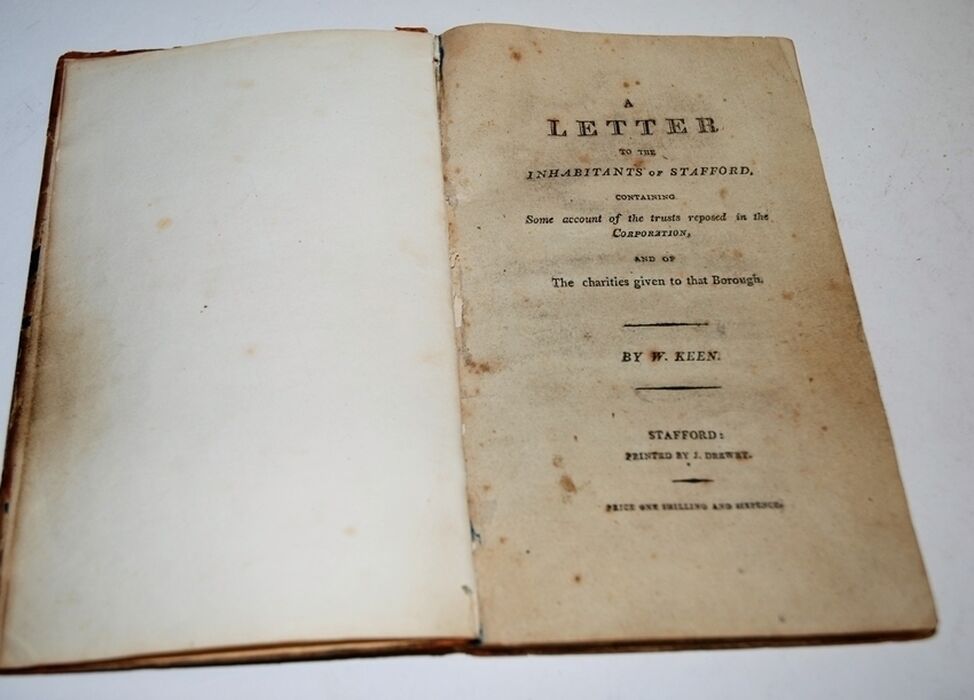 A
LETTER
TO THE
INHABITANTS OF STAFFORD,
CONTAINING
Some account of the trusts reposed in the
CORPORATION,
AND OF
The charities given to that Borough.
BY W. KEEN.
STAFFORD:
PRINTED BY J. DREWRY.
PRICE ONE SHILLING AND SIXPENCE.